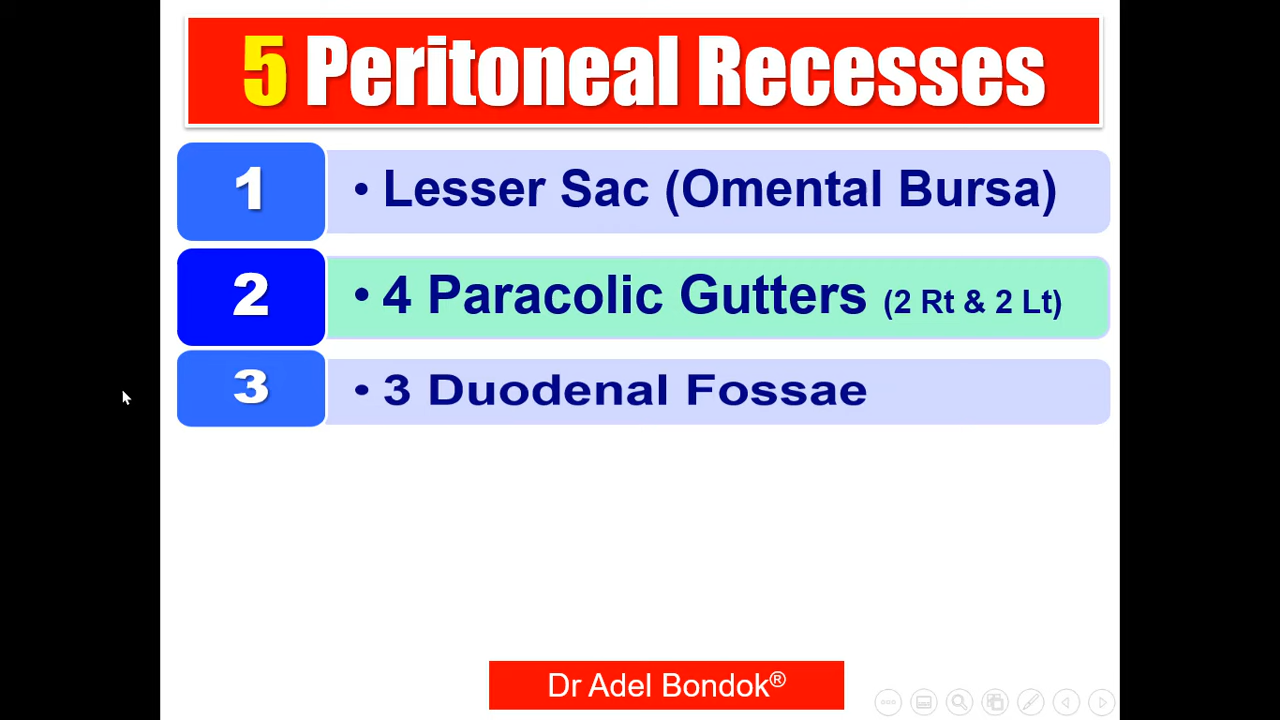 5 Peritoneal Recesses
1
• Lesser Sac (Omental Bursa)
2
• 4 Paracolic Gutters (2 Rt & 2 Lt)
3
• 3 Duodenal Fossae
Dr Adel Bondok®